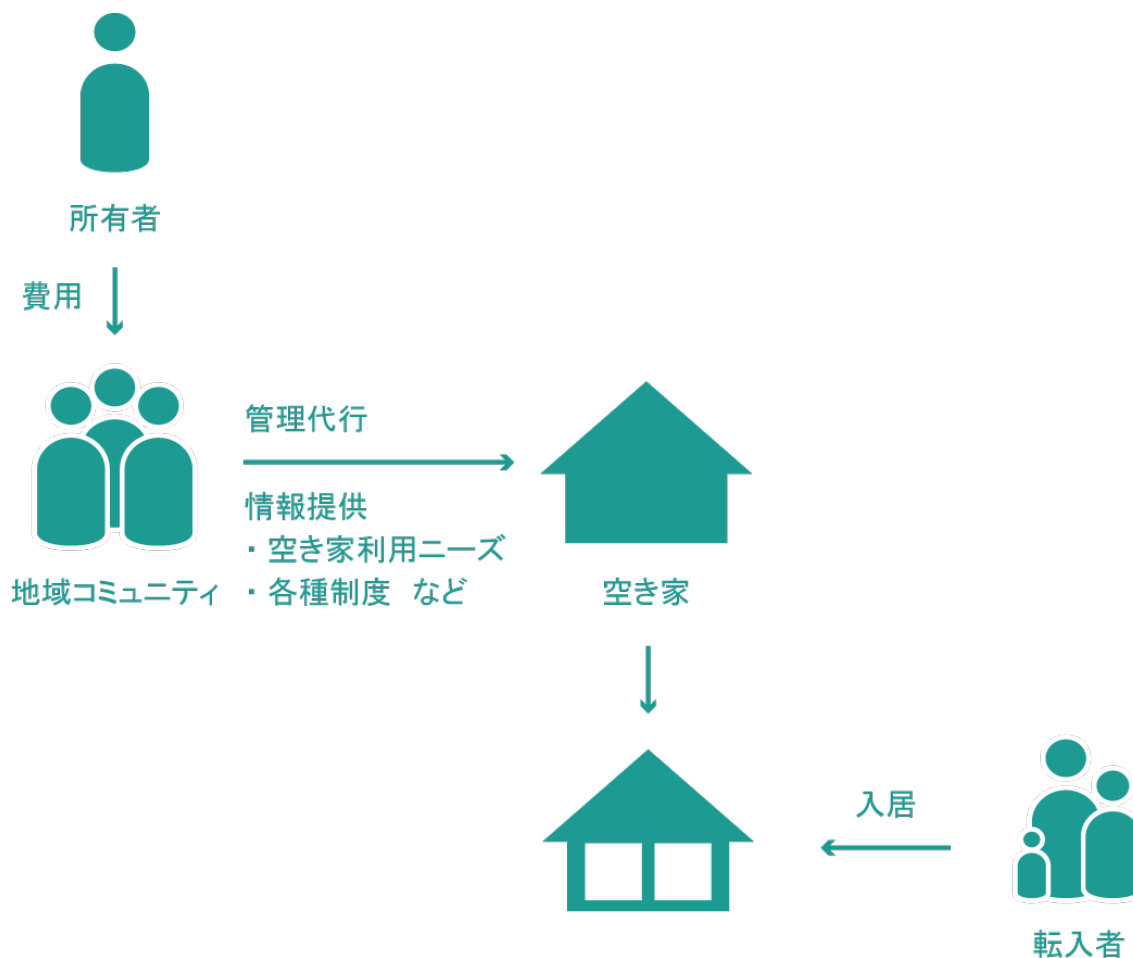 所有者
費用
管理代行
情報提供
・空き家利用ニーズ
・各種制度 など
地域コミュニティ
空き家
入居
転入者